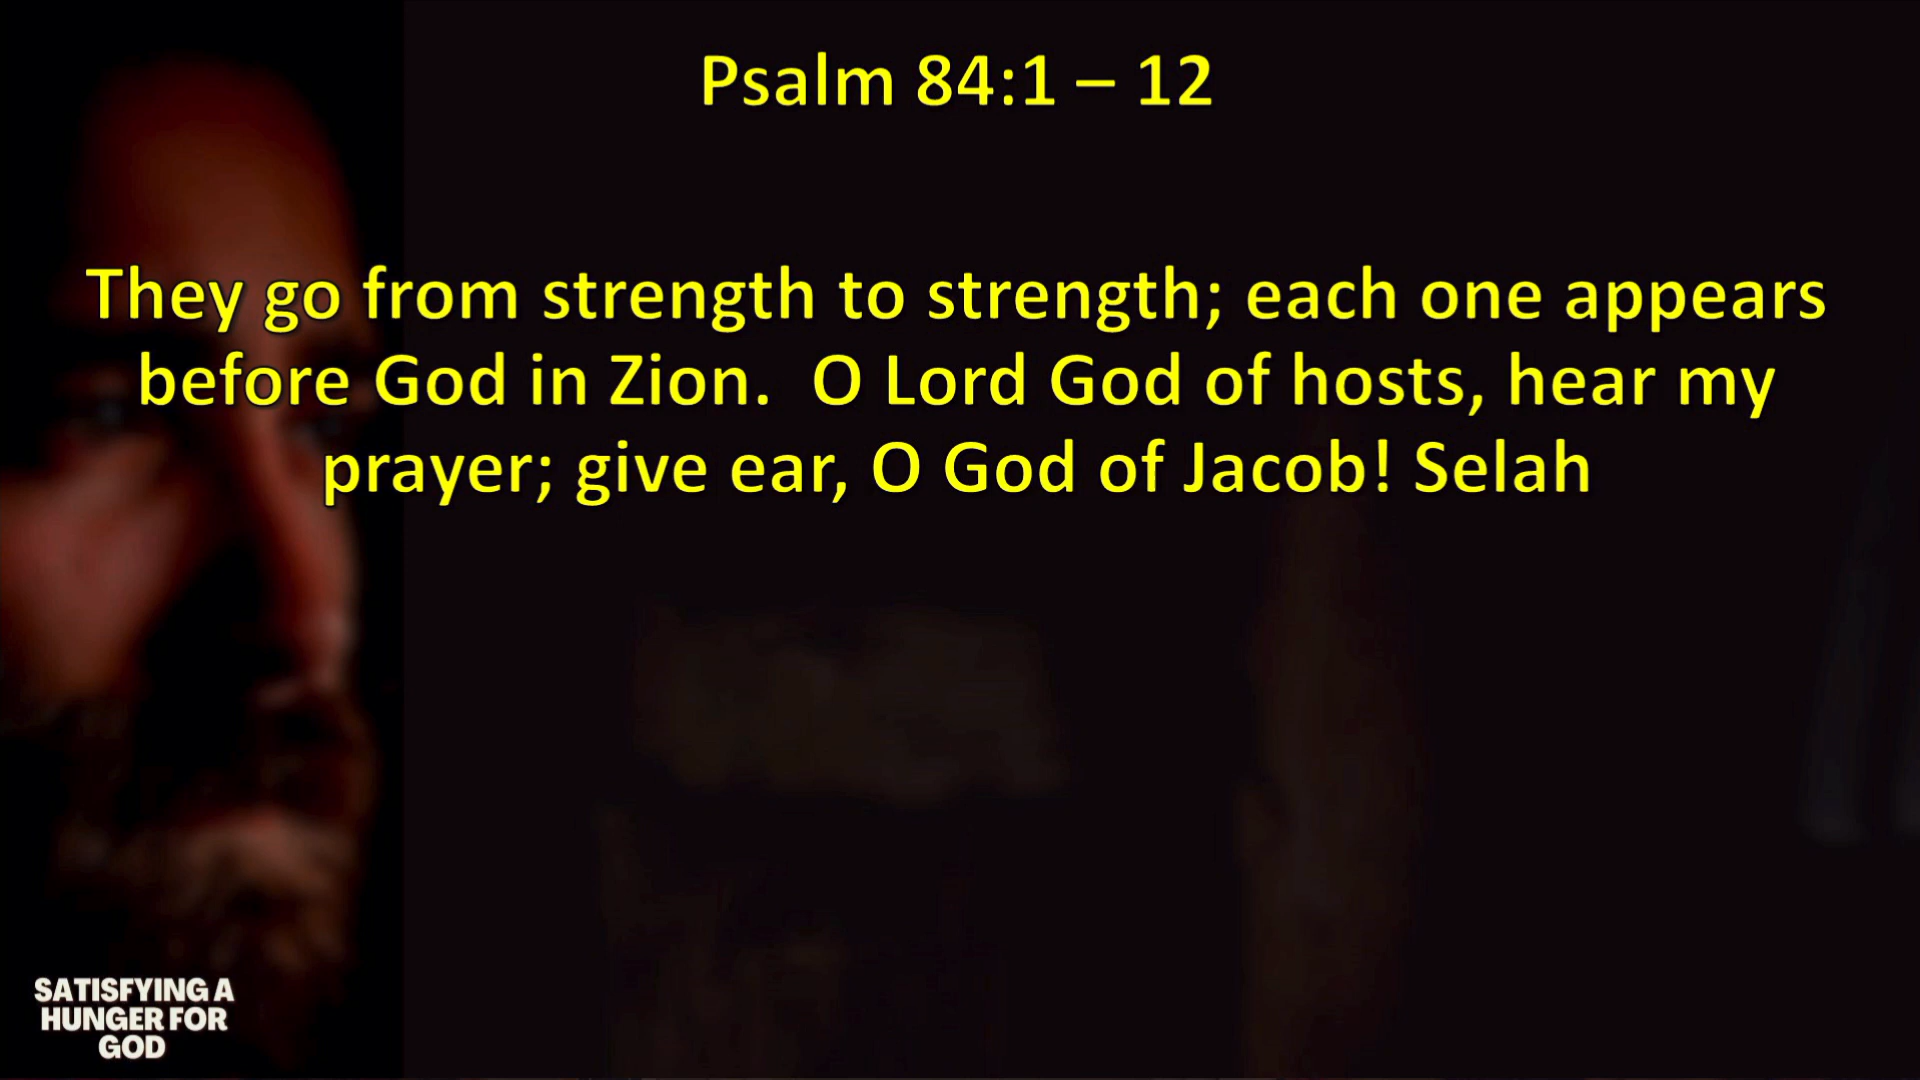 Psalm 84:1 – 12
They go from strength to strength; each one appears
before God in Zion.  O Lord God of hosts, hear my
prayer; give ear, O God of Jacob! Selah
SATISFYING A
HUNGER FOR
GOD